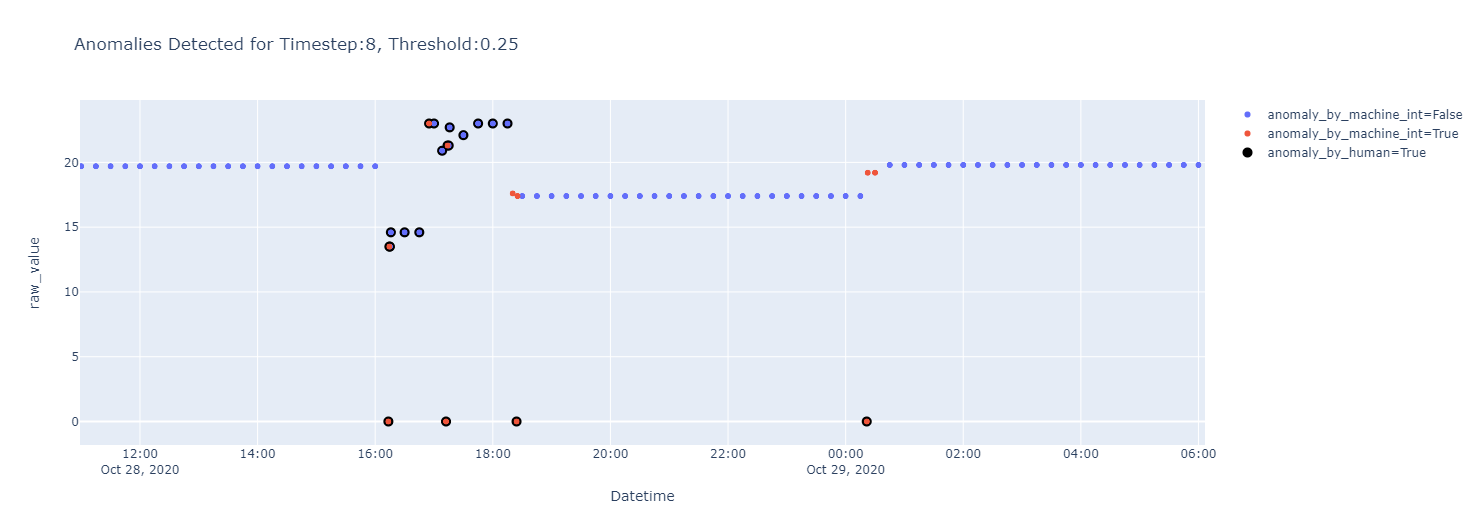 Anomalies Detected for Timestep:8, Threshold:0.25
anomaly_by_machine_int=False
anomaly_by_machine_int=True
anomaly_by_human=True
raw_value
20
15
10
5
0
12:00
Oct 28, 2020
14:00
16:00
18:00
20:00
22:00
00:00
Oct 29, 2020
02:00
04:00
06:00
Datetime